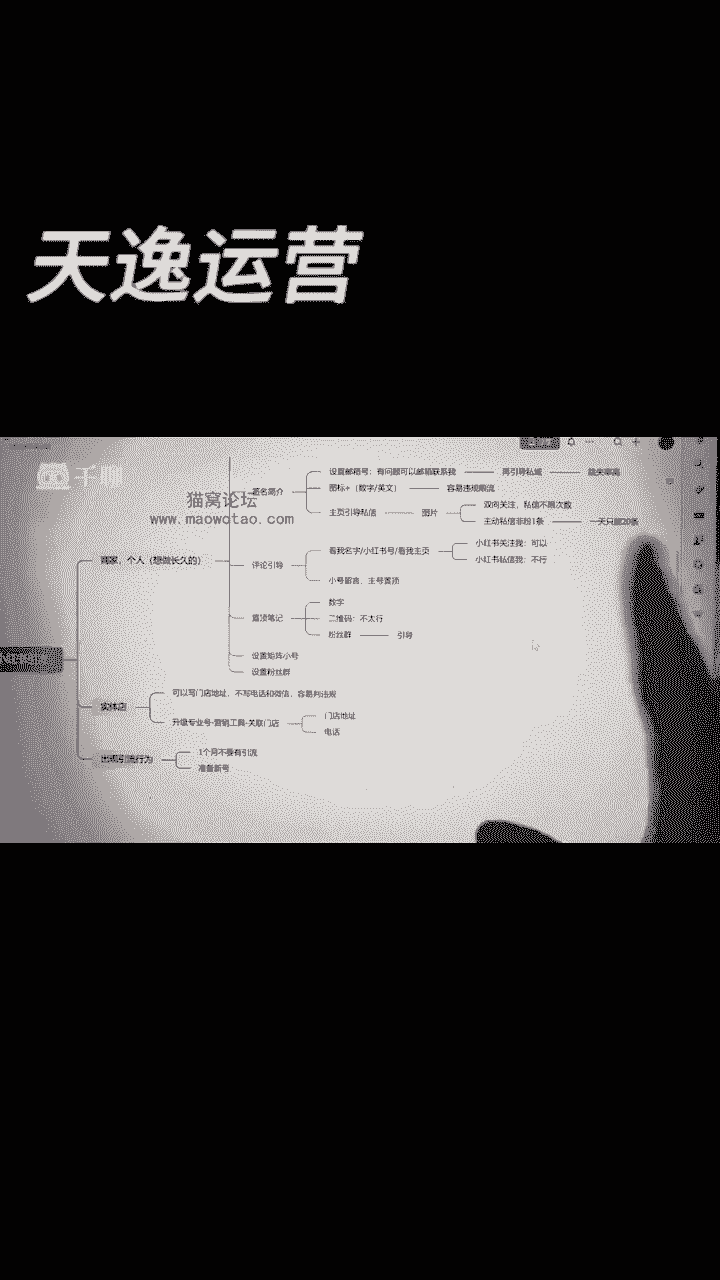 天逸运营
千聊
猫窝论坛
www.maowotao.com
签名简介
设置邮箱号：有问题可以邮箱联系我
再引导私域
流失率高
图标+（数字/英文）
容易违规限流
主页引导私信
图片
双向关注，私信不限次数
主动私信非粉1条
一天只能20条
商家、个人（想做长久的）
评论引导
看我名字/小红书号/看我主页
小红书关注我：可以
小红书私信我：不行
小号留言，主号置顶
置顶笔记
数字
二维码：不太行
粉丝群
引导
设置矩阵小号
设置粉丝群
实体店
可以写门店地址，不写电话和微信，容易判违规
升级专业号-营销工具-关联门店
门店地址
电话
出现引流行为
1个月不要有引流
准备新号